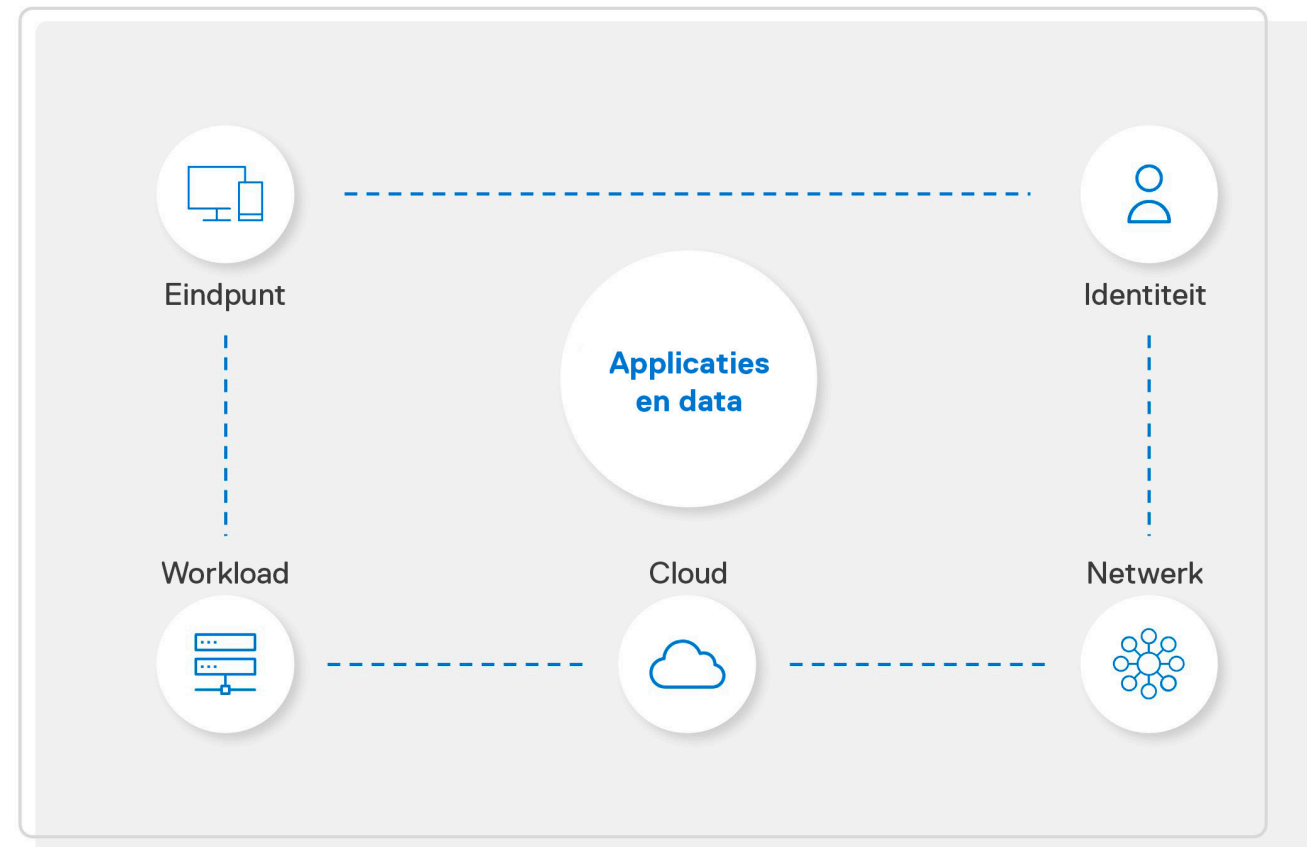 Eindpunt
Identiteit
Applicaties
en data
Workload
Cloud
Netwerk